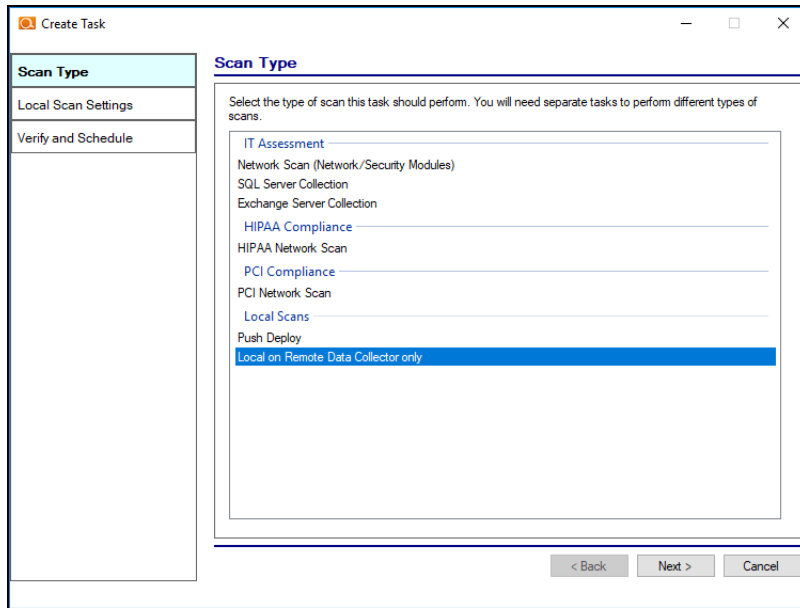 Create Task
Scan Type
Local Scan Settings
Verify and Schedule
Scan Type
Select the type of scan this task should perform. You will need separate tasks to perform different types of
scans.
IT Assessment
Network Scan (Network/Security Modules)
SQL Server Collection
Exchange Server Collection
HIPAA Compliance
HIPAA Network Scan
PCI Compliance
PCI Network Scan
Local Scans
Push Deploy
Local on Remote Data Collector only
< Back
Next >
Cancel